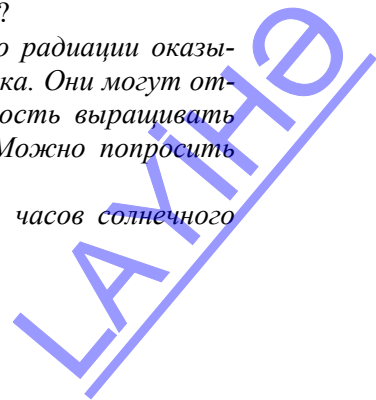 ?
о радиации оказы-
ка. Они могут от-
ость выращивать
Можно попросить
часов солнечного
LAYİHƏ